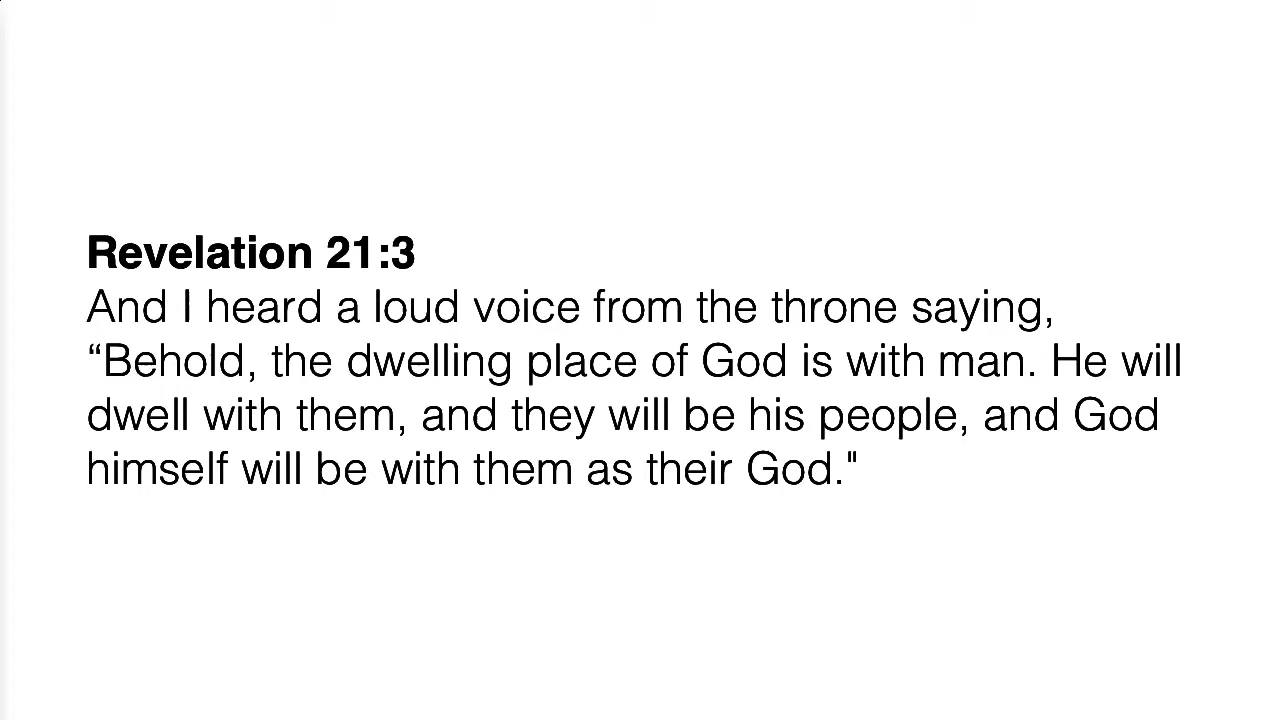 Revelation 21:3
And I heard a loud voice from the throne saying,
“Behold, the dwelling place of God is with man. He will
dwell with them, and they will be his people, and God
himself will be with them as their God."